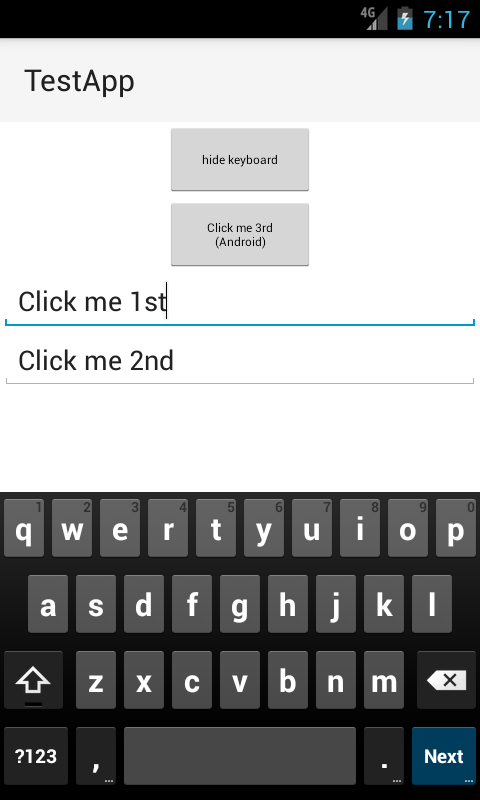 4G 7:17
TestApp
hide keyboard
Click me 3rd
(Android)
Click me 1st
Click me 2nd
1 2 3 4 5 6 7 8 9 0
q w e r t y u i o p
a s d f g h j k l
z x c v b n m
?123 , ... . ... Next ...